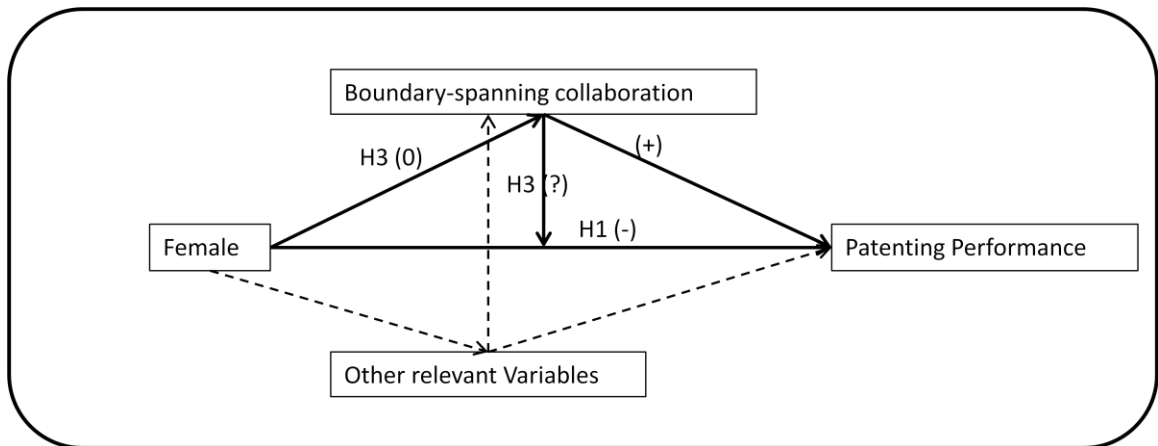 Boundary-spanning collaboration
H3 (0)
(+)
H3 (?)
H1 (-)
Female
Patenting Performance
Other relevant Variables